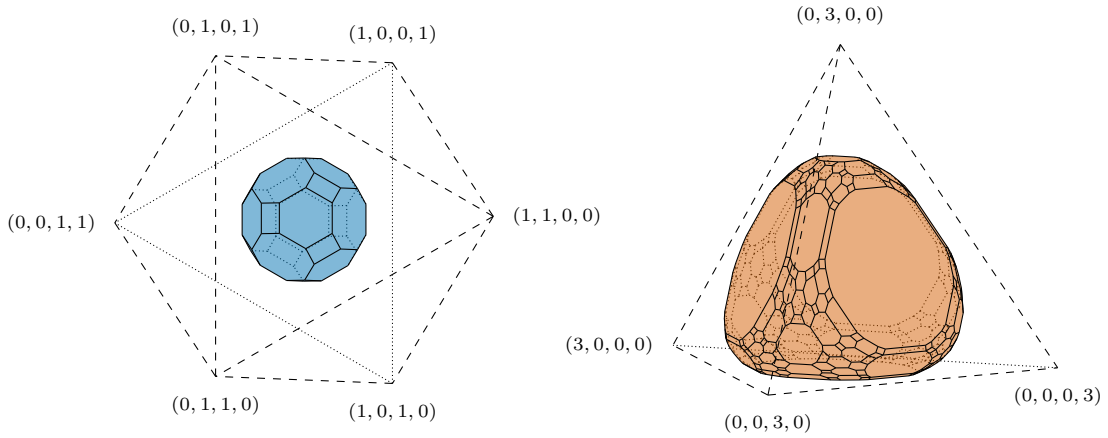 (0, 1, 0, 1)
(1, 0, 0, 1)
(0, 0, 1, 1)
(1, 1, 0, 0)
(0, 1, 1, 0)
(1, 0, 1, 0)
(0, 3, 0, 0)
(3, 0, 0, 0)
(0, 0, 3, 0)
(0, 0, 0, 3)